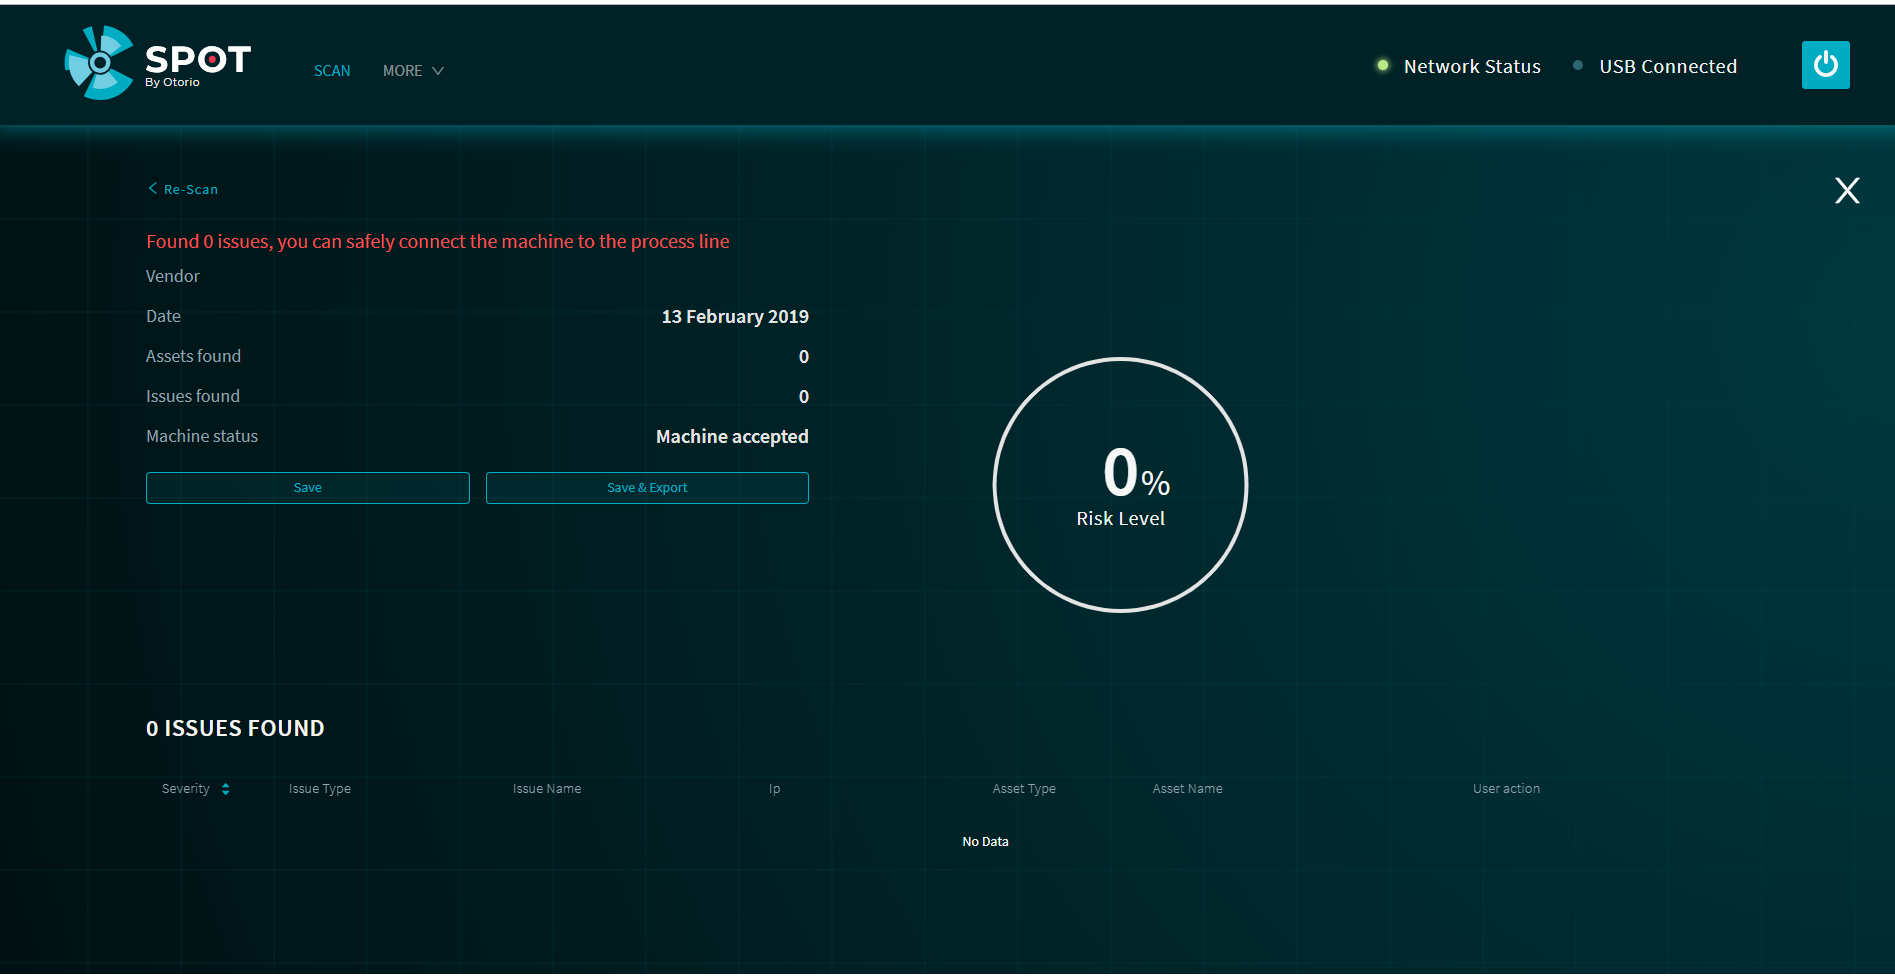 SPOT
By Otorio
SCAN
MORE
Network Status
USB Connected
Re-Scan
X
Found 0 issues, you can safely connect the machine to the process line
Vendor
Date 13 February 2019
Assets found 0
Issues found 0
Machine status Machine accepted
Save
Save & Export
0%
Risk Level
0 ISSUES FOUND
Severity Issue Type Issue Name Ip Asset Type Asset Name User action
No Data